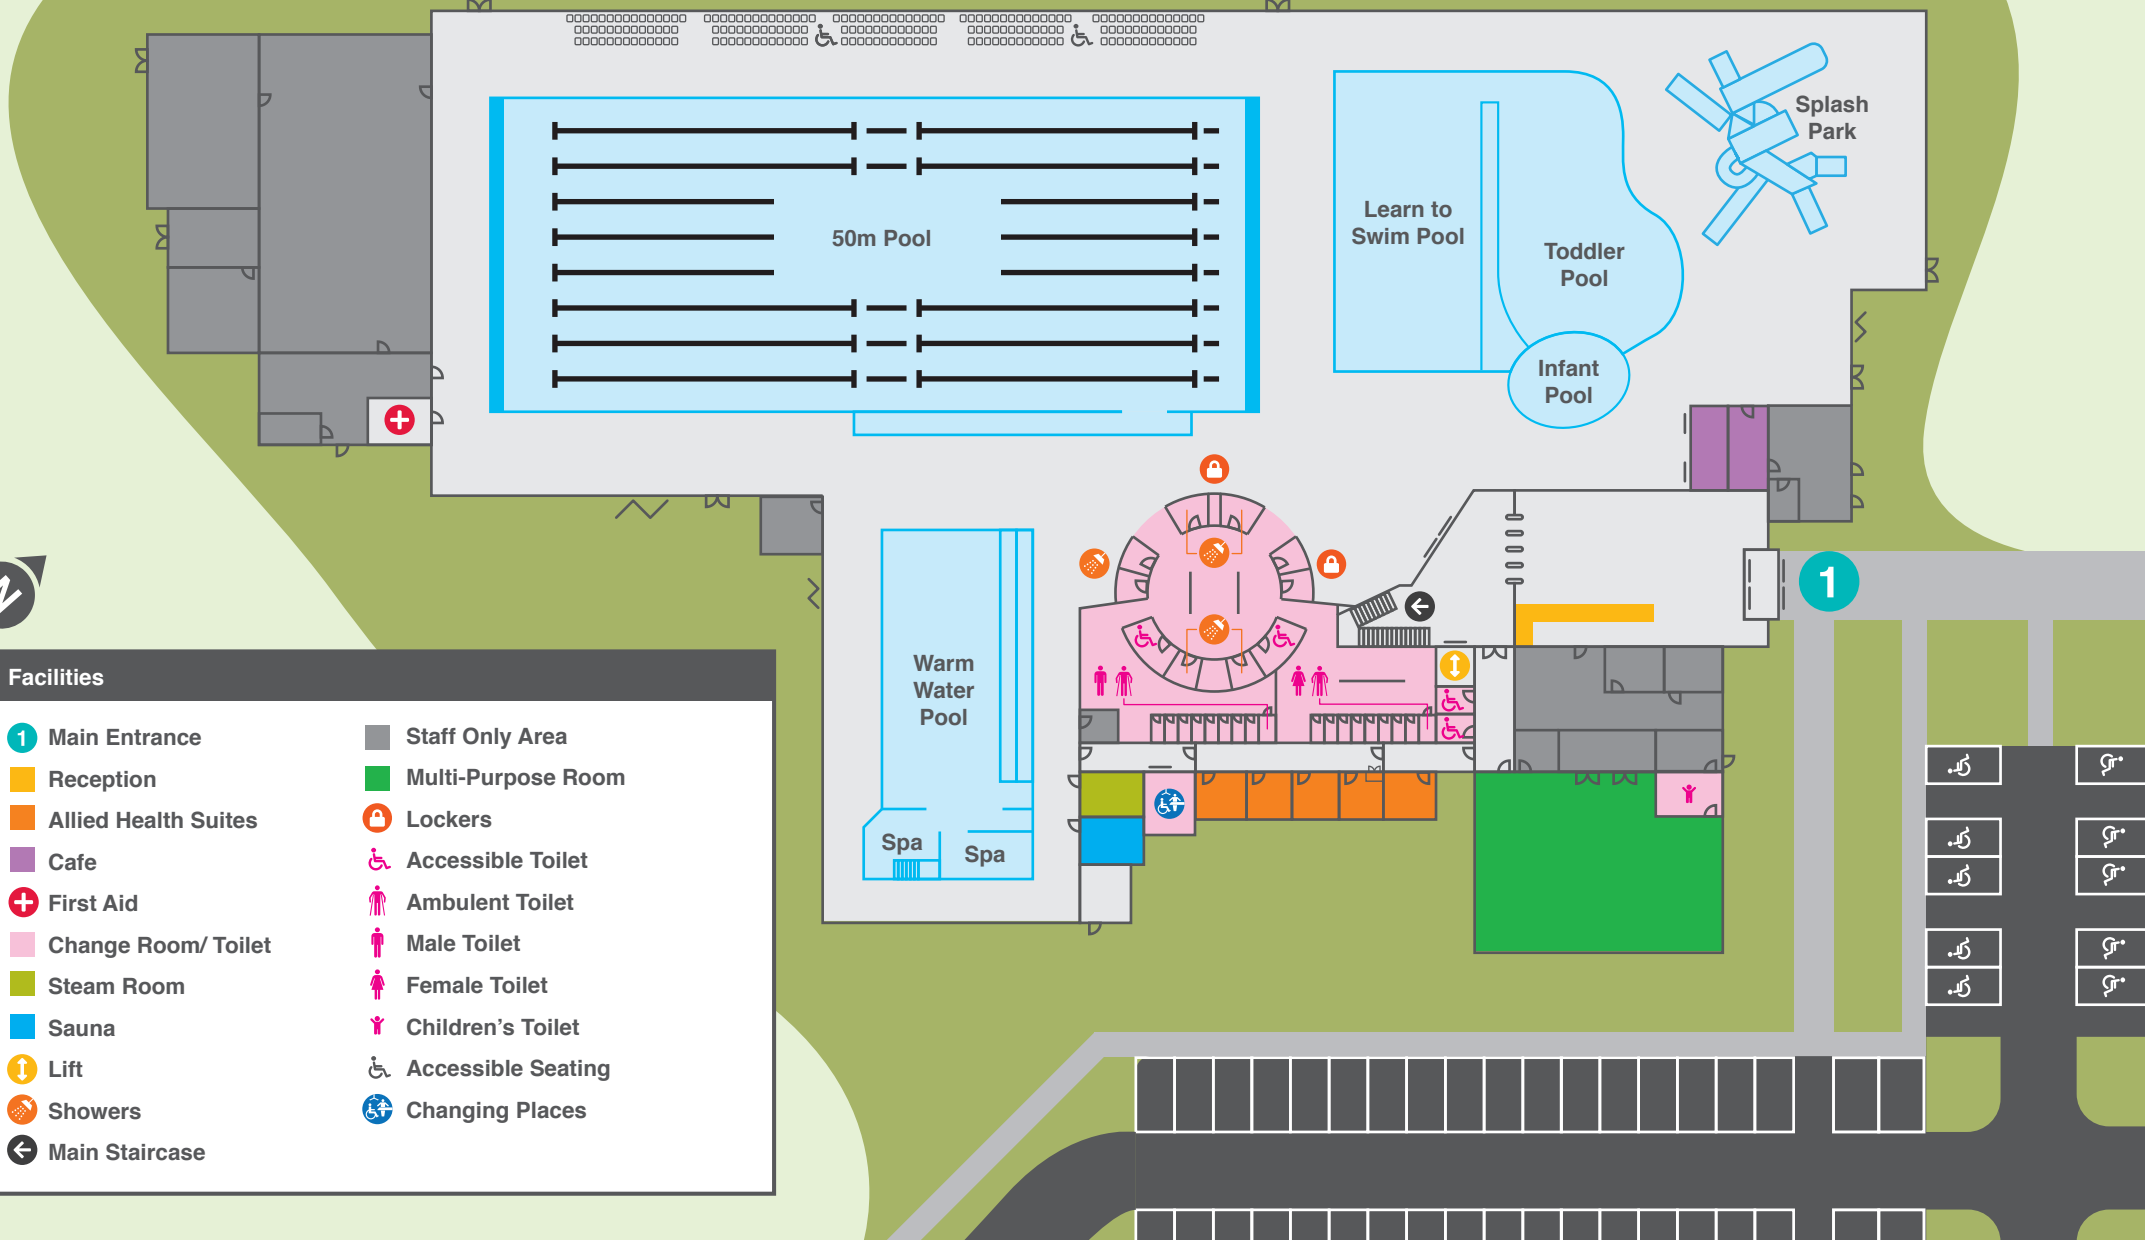 Splash
Park
Learn to
Swim Pool
50m Pool
Toddler
Pool
Infant
Pool
1
Warm
Water
Pool
Spa
Spa
N
Facilities
1 Main Entrance
Reception
Allied Health Suites
Cafe
First Aid
Change Room/ Toilet
Steam Room
Sauna
Lift
Showers
Main Staircase
Staff Only Area
Multi-Purpose Room
Lockers
Accessible Toilet
Ambulent Toilet
Male Toilet
Female Toilet
Children's Toilet
Accessible Seating
Changing Places